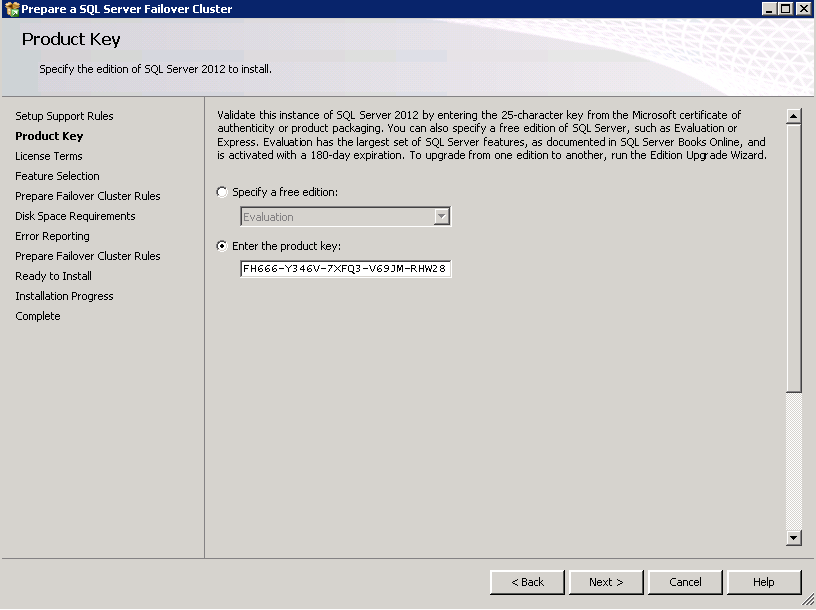 Prepare a SQL Server Failover Cluster
Product Key
Specify the edition of SQL Server 2012 to install.
Setup Support Rules
Product Key
License Terms
Feature Selection
Prepare Failover Cluster Rules
Disk Space Requirements
Error Reporting
Prepare Failover Cluster Rules
Ready to Install
Installation Progress
Complete
Validate this instance of SQL Server 2012 by entering the 25-character key from the Microsoft certificate of
authenticity or product packaging. You can also specify a free edition of SQL Server, such as Evaluation or
Express. Evaluation has the largest set of SQL Server features, as documented in SQL Server Books Online, and
is activated with a 180-day expiration. To upgrade from one edition to another, run the Edition Upgrade Wizard.
Specify a free edition:
Evaluation
Enter the product key:
FH666-Y346V-7XFQ3-V69JM-RHW28
< Back
Next >
Cancel
Help